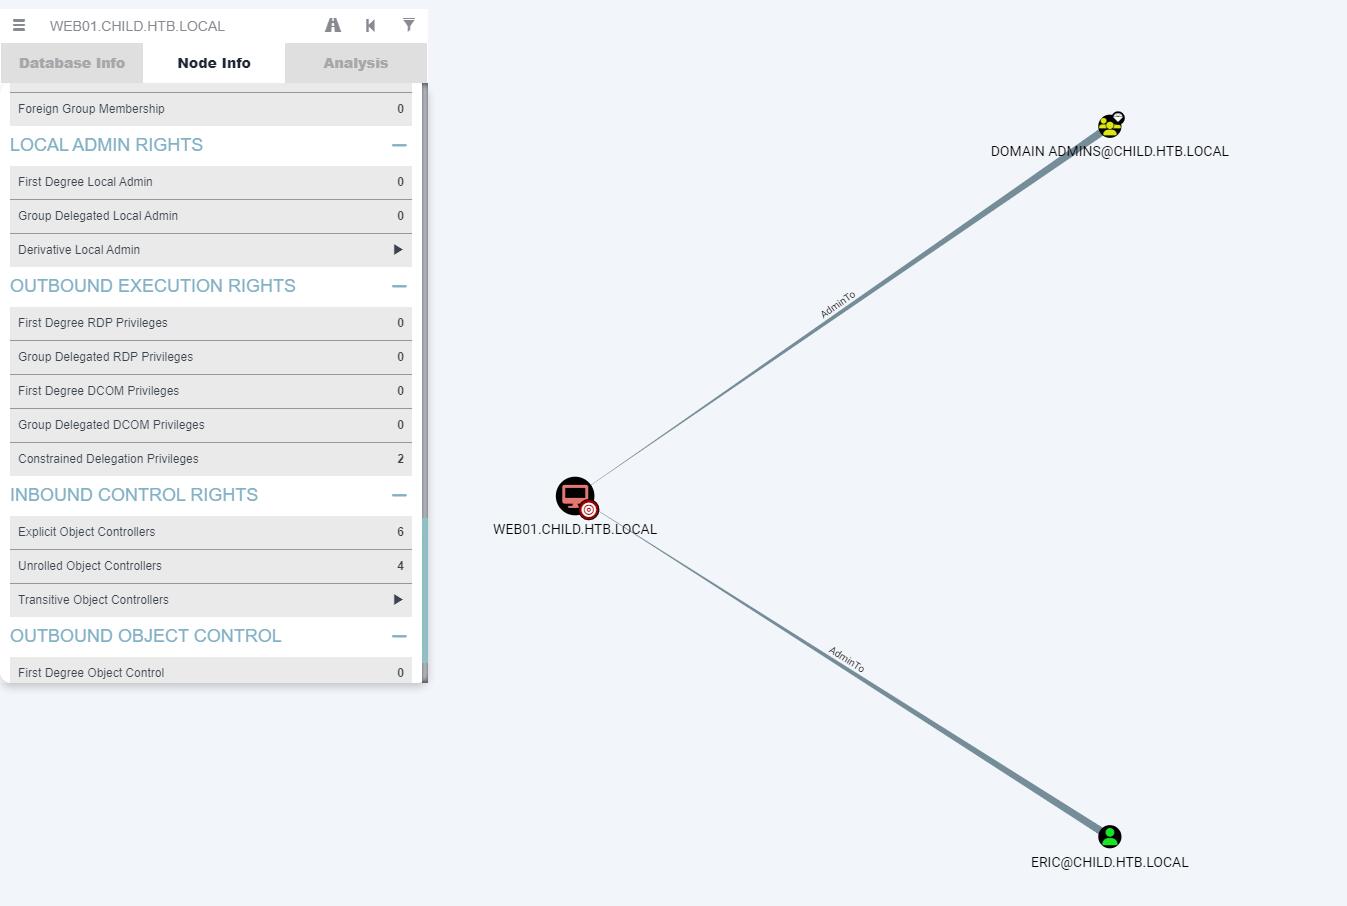 WEB01.CHILD.HTB.LOCAL
Database Info
Node Info
Analysis
Foreign Group Membership 0
LOCAL ADMIN RIGHTS
First Degree Local Admin 0
Group Delegated Local Admin 0
Derivative Local Admin
OUTBOUND EXECUTION RIGHTS
First Degree RDP Privileges 0
Group Delegated RDP Privileges 0
First Degree DCOM Privileges 0
Group Delegated DCOM Privileges 0
Constrained Delegation Privileges 2
INBOUND CONTROL RIGHTS
Explicit Object Controllers 6
Unrolled Object Controllers 4
Transitive Object Controllers
OUTBOUND OBJECT CONTROL
First Degree Object Control 0
DOMAIN ADMINS@CHILD.HTB.LOCAL
AdminTo
WEB01.CHILD.HTB.LOCAL
AdminTo
ERIC@CHILD.HTB.LOCAL